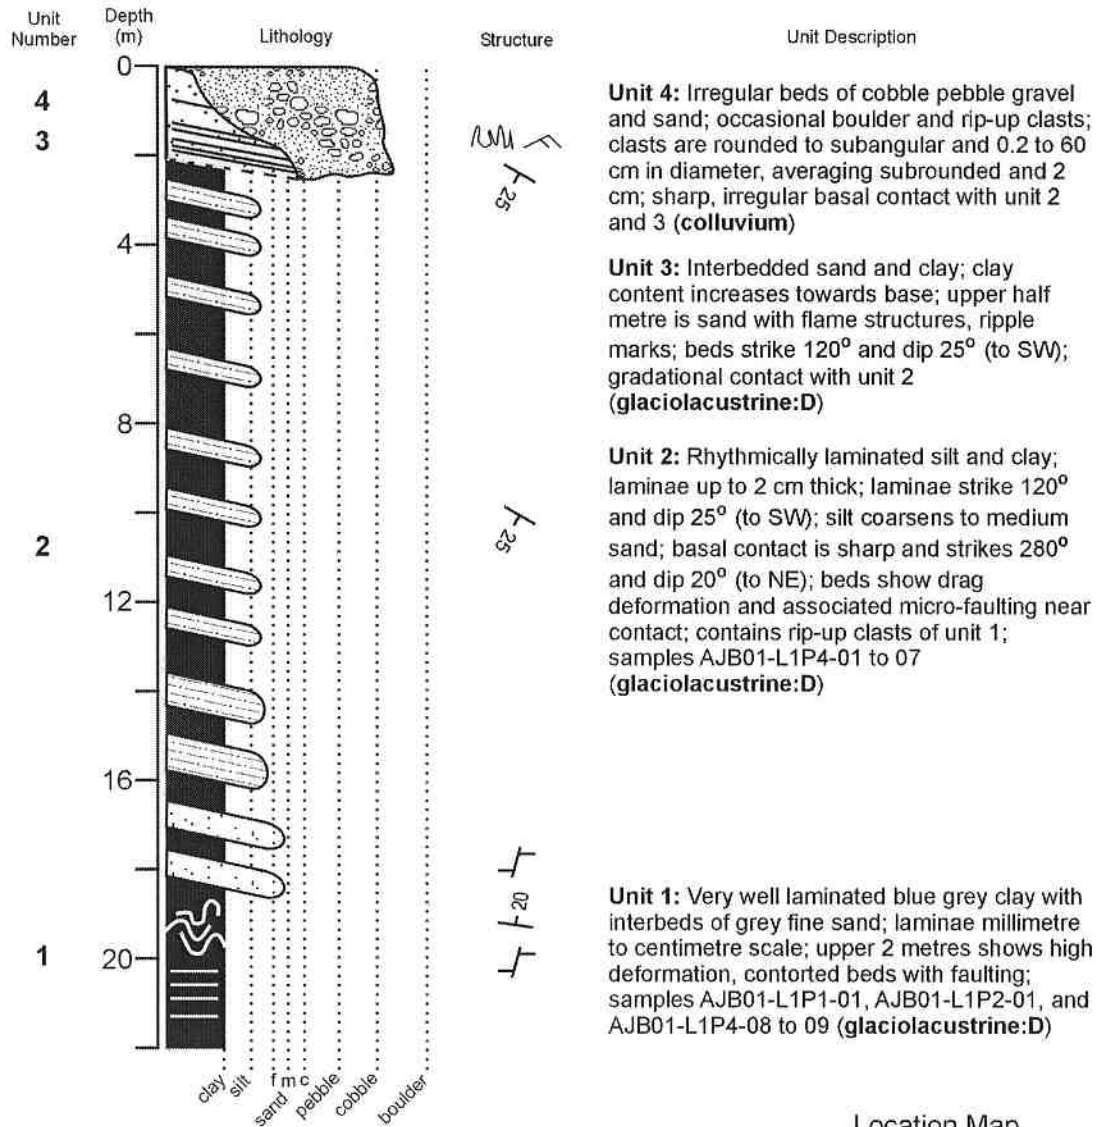 Unit
Number
Depth
(m)
Lithology
Structure
Unit Description
0
4
8
12
16
20
4
3
2
1
25
25
20
clay
silt
f m c
sand
pebble
cobble
boulder
Unit 4: Irregular beds of cobble pebble gravel
and sand; occasional boulder and rip-up clasts;
clasts are rounded to subangular and 0.2 to 60
cm in diameter, averaging subrounded and 2
cm; sharp, irregular basal contact with unit 2
and 3 (colluvium)
Unit 3: Interbedded sand and clay; clay
content increases towards base; upper half
metre is sand with flame structures, ripple
marks; beds strike 120° and dip 25° (to SW);
gradational contact with unit 2
(glaciolacustrine:D)
Unit 2: Rhythmically laminated silt and clay;
laminae up to 2 cm thick; laminae strike 120°
and dip 25° (to SW); silt coarsens to medium
sand; basal contact is sharp and strikes 280°
and dip 20° (to NE); beds show drag
deformation and associated micro-faulting near
contact; contains rip-up clasts of unit 1;
samples AJB01-L1P4-01 to 07
(glaciolacustrine:D)
Unit 1: Very well laminated blue grey clay with
interbeds of grey fine sand; laminae millimetre
to centimetre scale; upper 2 metres shows high
deformation, contorted beds with faulting;
samples AJB01-L1P1-01, AJB01-L1P2-01, and
AJB01-L1P4-08 to 09 (glaciolacustrine:D)
Location Map